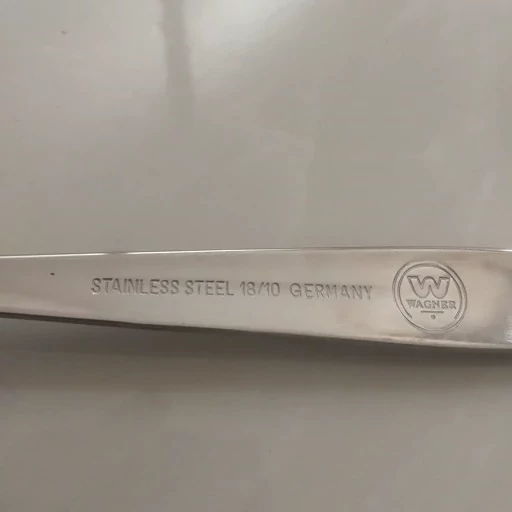 STAINLESS STEEL 18/10 GERMANY
W
WAGNER